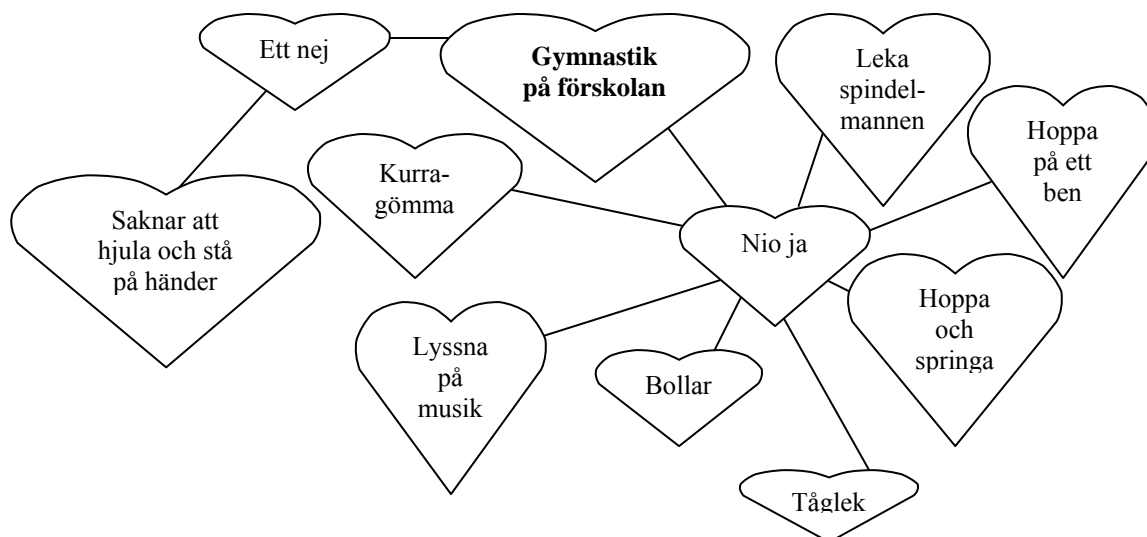 Ett nej
Gymnastik
på förskolan
Leka
spindel-
mannen
Hoppa
på ett
ben
Kurra-
gömma
Saknar att
hjula och stå
på händer
Nio ja
Hoppa
och
springa
Lyssna
på
musik
Bollar
Tåglek